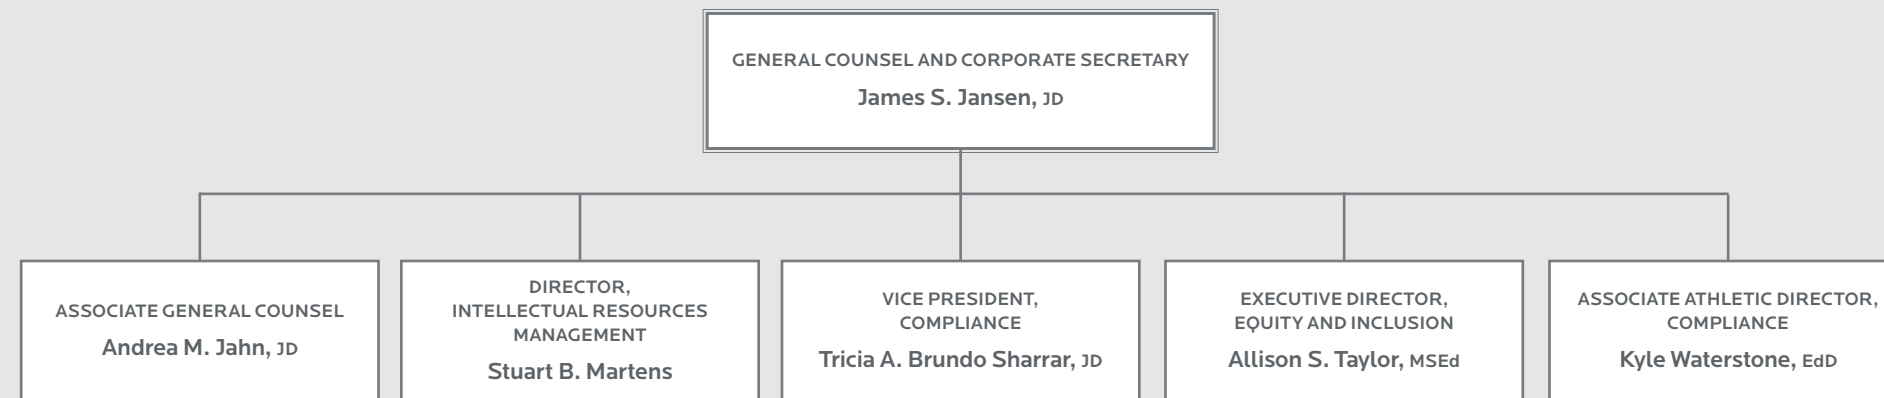 GENERAL COUNSEL AND CORPORATE SECRETARY
James S. Jansen, JD
ASSOCIATE GENERAL COUNSEL
Andrea M. Jahn, JD
DIRECTOR,
INTELLECTUAL RESOURCES
MANAGEMENT
Stuart B. Martens
VICE PRESIDENT,
COMPLIANCE
Tricia A. Brundo Sharrar, JD
EXECUTIVE DIRECTOR,
EQUITY AND INCLUSION
Allison S. Taylor, MSEd
ASSOCIATE ATHLETIC DIRECTOR,
COMPLIANCE
Kyle Waterstone, EdD